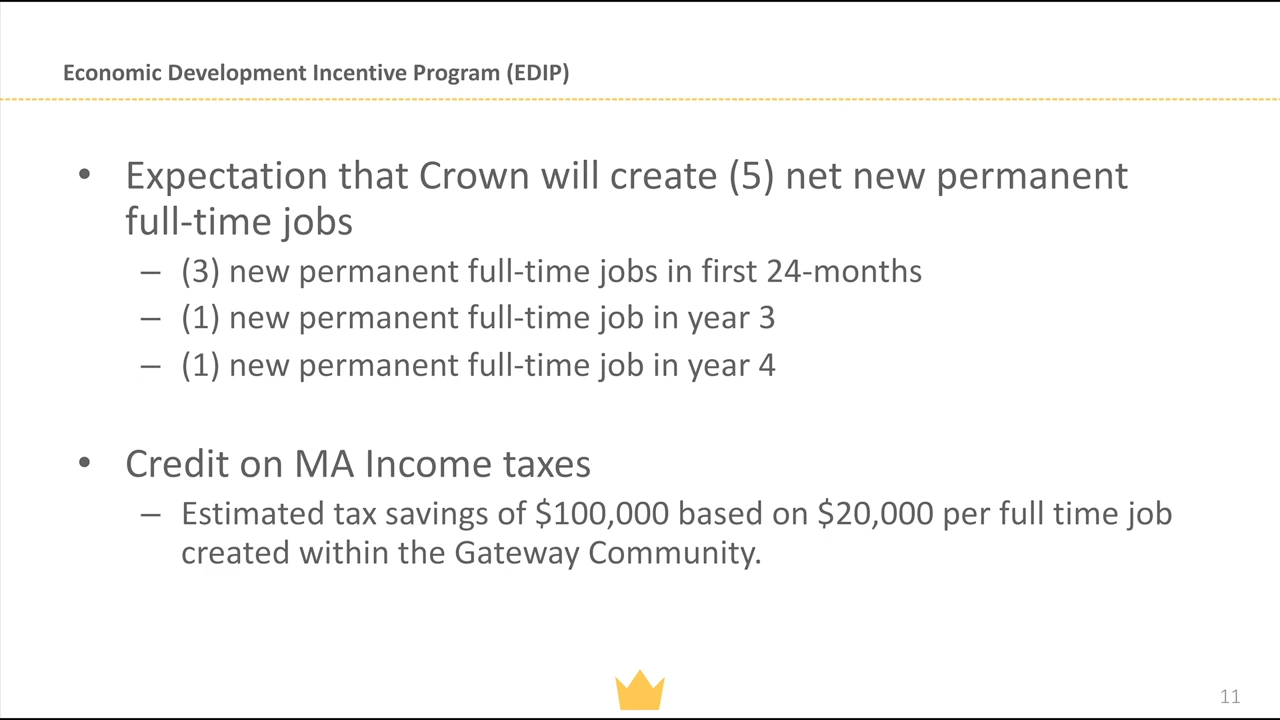 Economic Development Incentive Program (EDIP)
• Expectation that Crown will create (5) net new permanent
full-time jobs
– (3) new permanent full-time jobs in first 24-months
– (1) new permanent full-time job in year 3
– (1) new permanent full-time job in year 4
• Credit on MA Income taxes
– Estimated tax savings of $100,000 based on $20,000 per full time job
created within the Gateway Community.
11